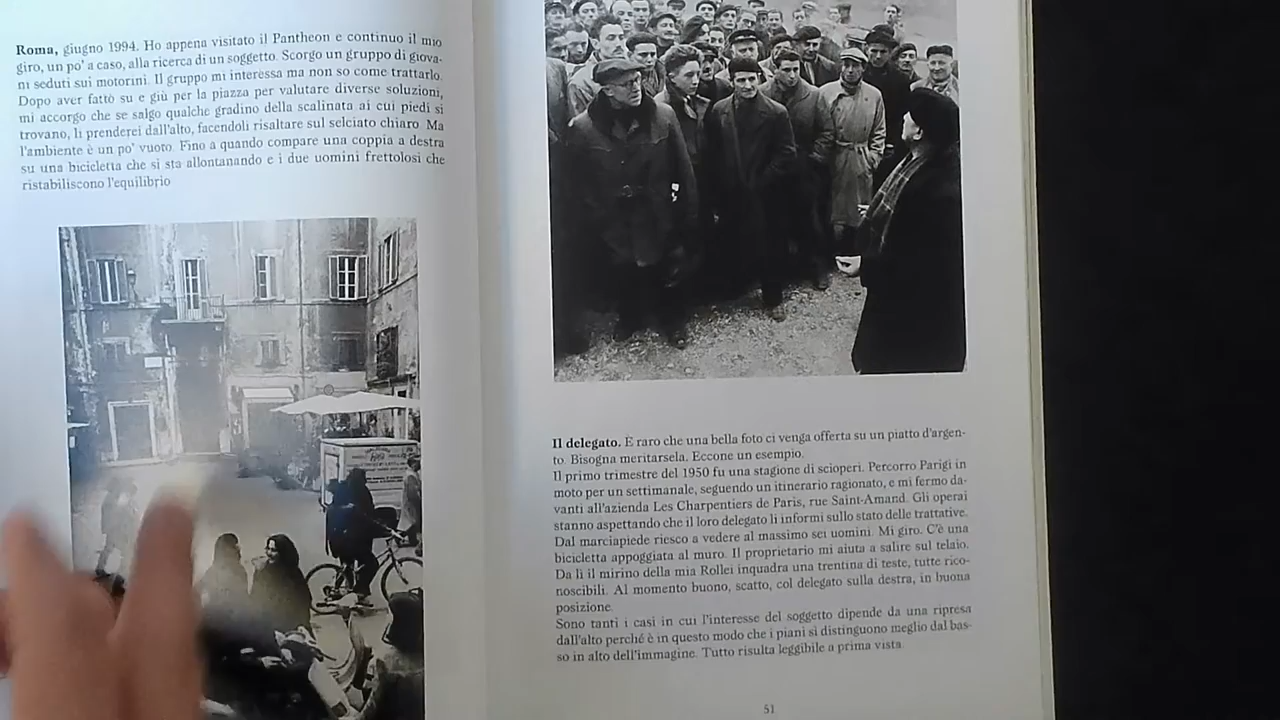 Roma, giugno 1994. Ho appena visitato il Pantheon e continuo il mio
giro, un po' a caso, alla ricerca di un soggetto. Scorgo un gruppo di giova-
ni seduti sui motorini. Il gruppo mi interessa ma non so come trattarlo.
Dopo aver fatto su e giù per la piazza per valutare diverse soluzioni,
mi accorgo che se salgo qualche gradino della scalinata ai cui piedi si
trovano, li prenderei dall'alto, facendoli risaltare sul selciato chiaro. Ma
l'ambiente è un po' vuoto. Fino a quando compare una coppia a destra
su una bicicletta che si sta allontanando e i due uomini frettolosi che
ristabiliscono l'equilibrio
Il delegato. È raro che una bella foto ci venga offerta su un piatto d'argen-
to. Bisogna meritarsela. Eccone un esempio.
Il primo trimestre del 1950 fu una stagione di scioperi. Percorro Parigi in
moto per un settimanale, seguendo un itinerario ragionato, e mi fermo da-
vanti all'azienda Les Charpentiers de Paris, rue Saint-Amand. Gli operai
stanno aspettando che il loro delegato li informi sullo stato delle trattative.
Dal marciapiede riesco a vedere al massimo sei uomini. Mi giro. C'è una
bicicletta appoggiata al muro. Il proprietario mi aiuta a salire sul telaio.
Da lì il mirino della mia Rollei inquadra una trentina di teste, tutte rico-
noscibili. Al momento buono, scatto, col delegato sulla destra, in buona
posizione.
Sono tanti i casi in cui l'interesse del soggetto dipende da una ripresa
dall'alto perché è in questo modo che i piani si distinguono meglio dal bas-
so in alto dell'immagine. Tutto risulta leggibile a prima vista.
51